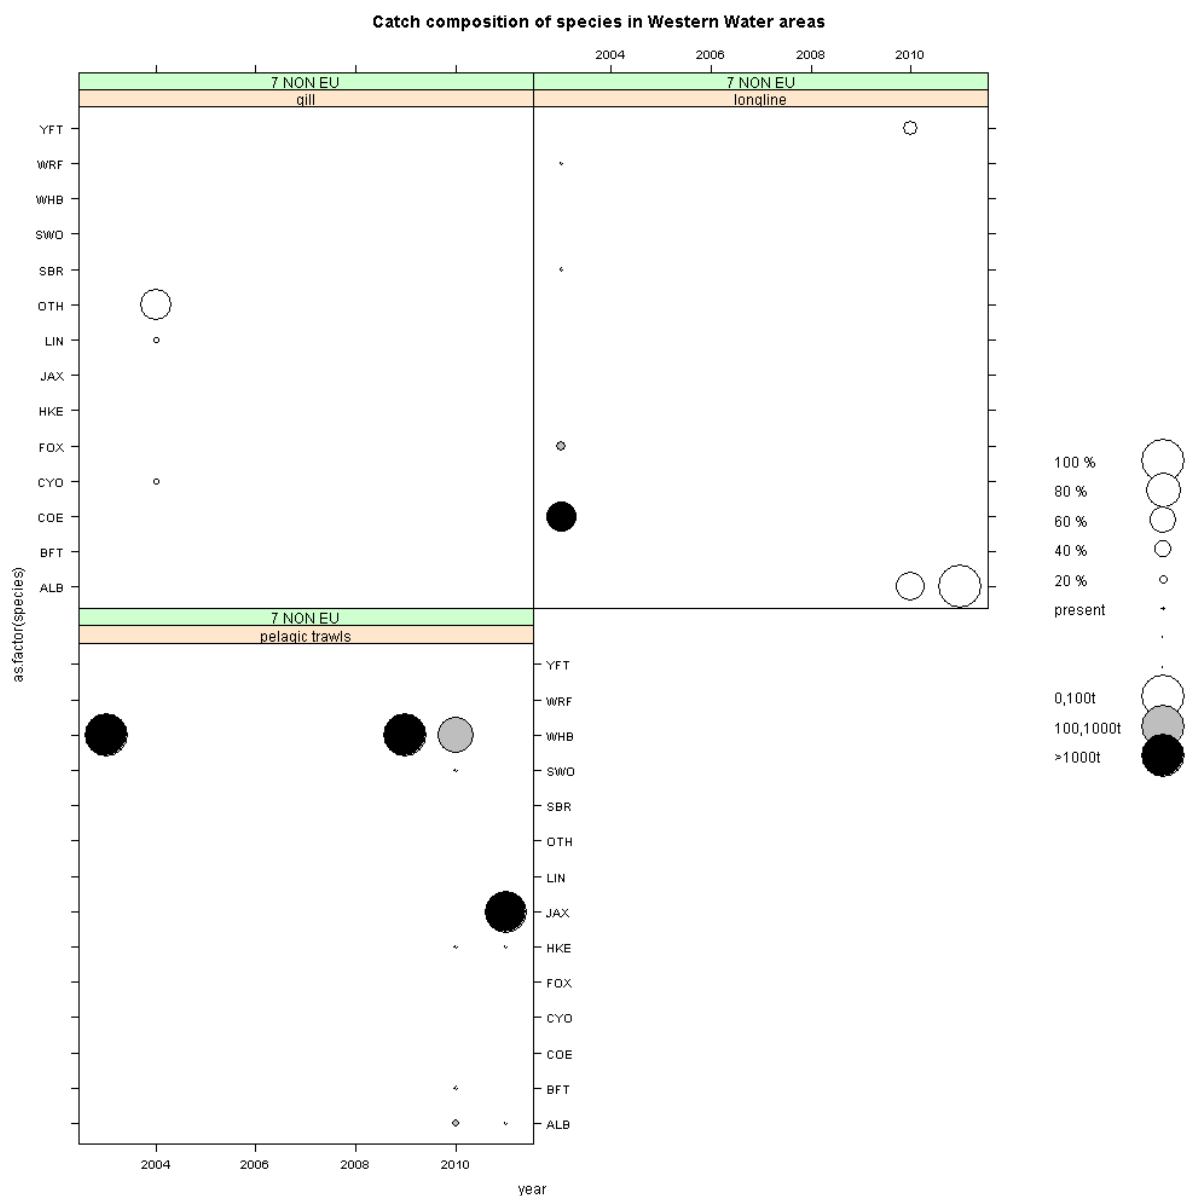 Catch composition of species in Western Water areas
2004 2006 2008 2010
7 NON EU 7 NON EU
gill longline
YFT
WRF
WHB
SWO
SBR
OTH
LIN
JAX
HKE
FOX
CYO
COE
BFT
ALB
as.factor(species)
100 %
80 %
60 %
40 %
20 %
present
0,100t
100,1000t
>1000t
7 NON EU
pelagic trawls
YFT
WRF
WHB
SWO
SBR
OTH
LIN
JAX
HKE
FOX
CYO
COE
BFT
ALB
2004 2006 2008 2010
year